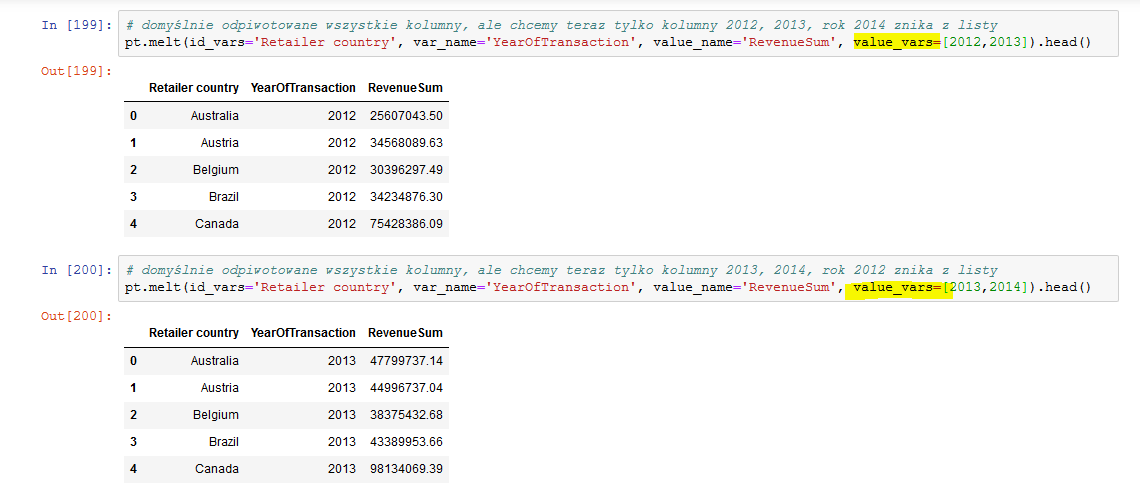 In [199]:
# domyślnie odpivotowane wszystkie kolumny, ale chcemy teraz tylko kolumny 2012, 2013, rok 2014 znika z listy
pt.melt(id_vars='Retailer country', var_name='YearOfTransaction', value_name='RevenueSum', value_vars=[2012,2013]).head()
Out[199]:
Retailer country YearOfTransaction RevenueSum
0 Australia 2012 25607043.50
1 Austria 2012 34568089.63
2 Belgium 2012 30396297.49
3 Brazil 2012 34234876.30
4 Canada 2012 75428386.09
In [200]:
# domyślnie odpivotowane wszystkie kolumny, ale chcemy teraz tylko kolumny 2013, 2014, rok 2012 znika z listy
pt.melt(id_vars='Retailer country', var_name='YearOfTransaction', value_name='RevenueSum', value_vars=[2013,2014]).head()
Out[200]:
Retailer country YearOfTransaction RevenueSum
0 Australia 2013 47799737.14
1 Austria 2013 44996737.04
2 Belgium 2013 38375432.68
3 Brazil 2013 43389953.66
4 Canada 2013 98134069.39